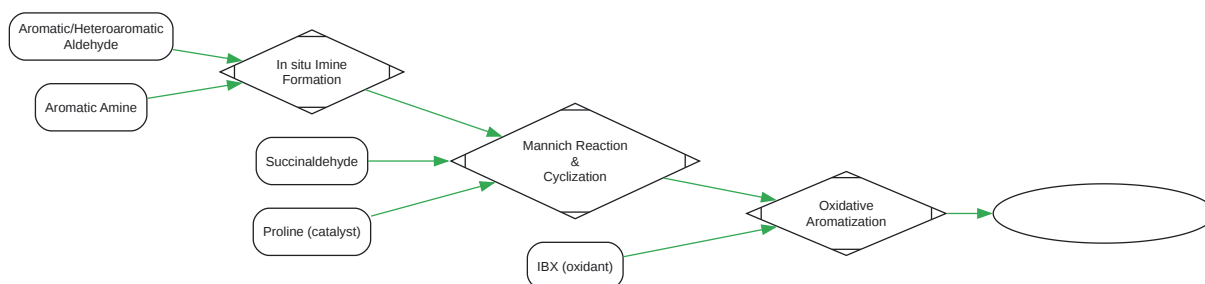 Aromatic/Heteroaromatic
Aldehyde
Aromatic Amine
In situ Imine
Formation
Succinaldehyde
Proline (catalyst)
Mannich Reaction
&
Cyclization
IBX (oxidant)
Oxidative
Aromatization